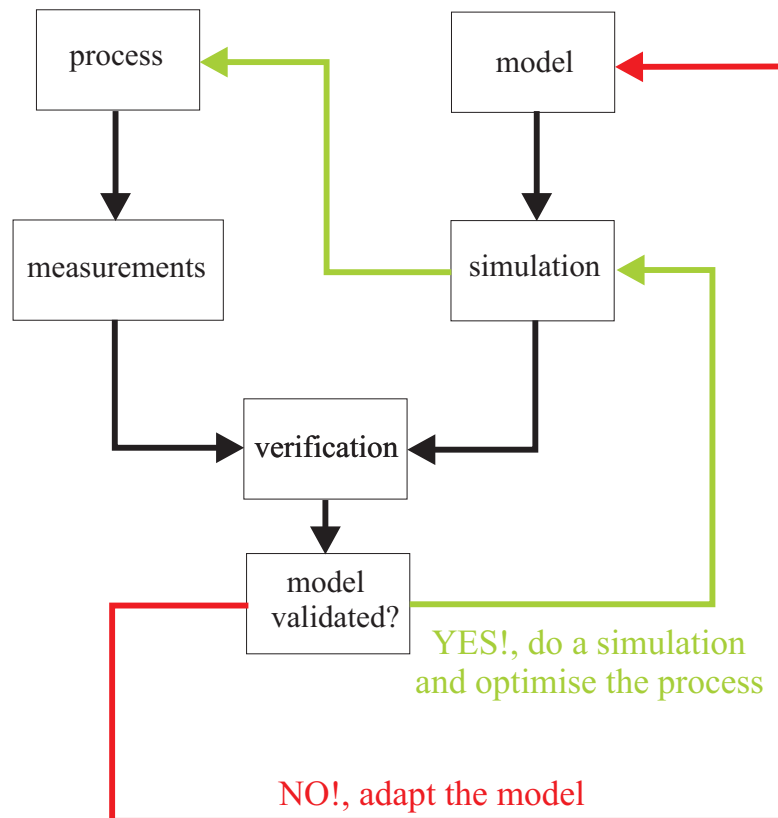 process
model
measurements
simulation
verification
model
validated?
YES!, do a simulation
and optimise the process
NO!, adapt the model